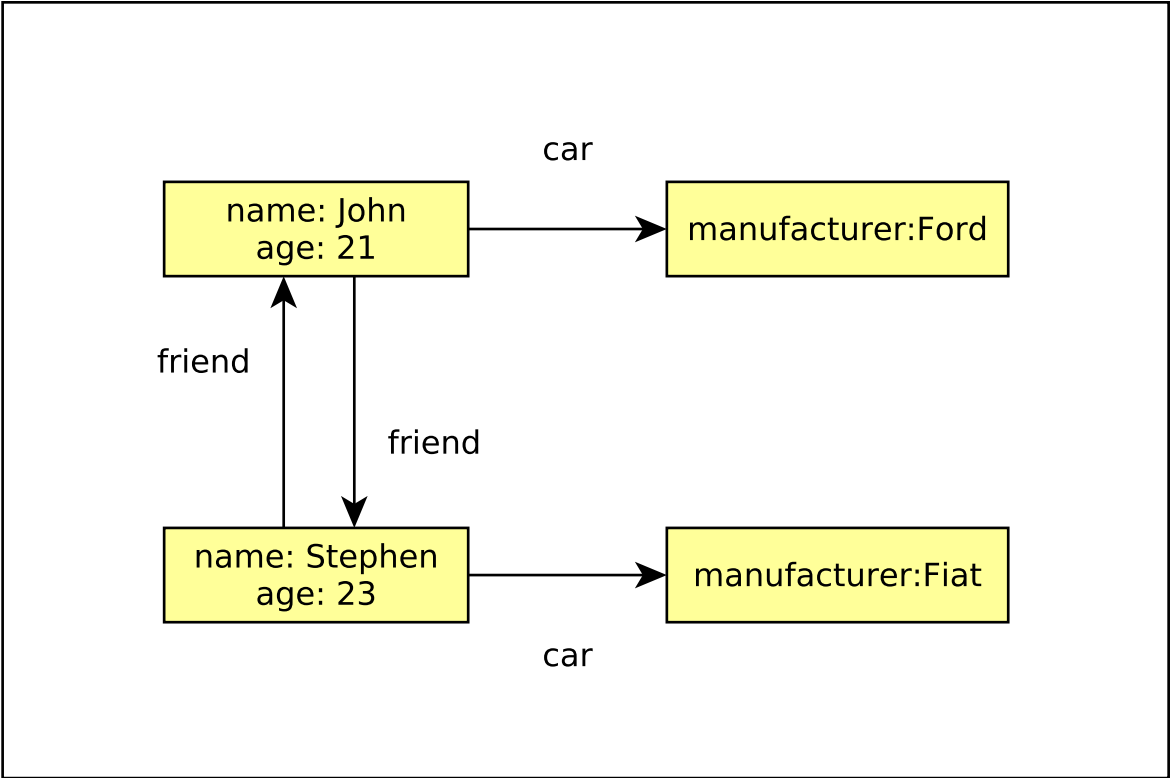 car
name: John
age: 21
manufacturer:Ford
friend
friend
name: Stephen
age: 23
manufacturer:Fiat
car